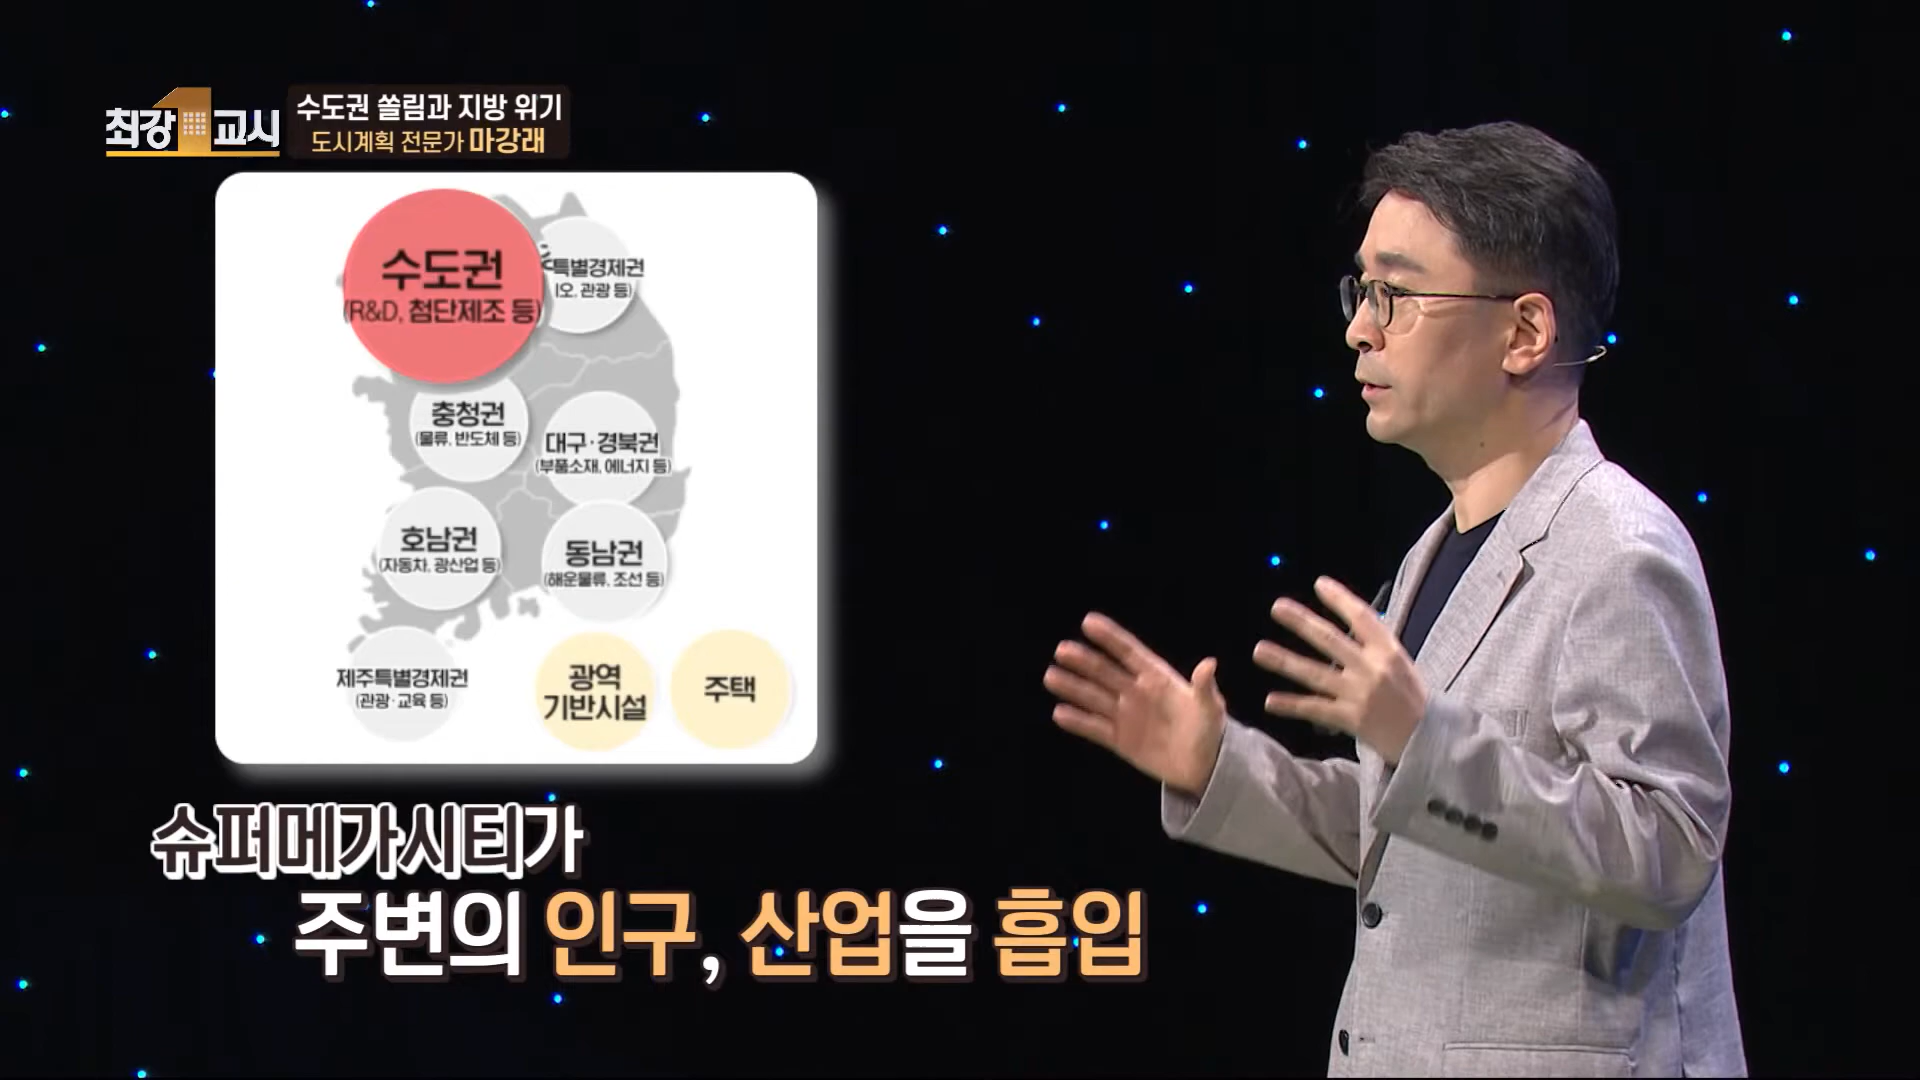 최강1교시
수도권 쏠림과 지방 위기
도시계획 전문가 마강래
수도권
(R&D, 첨단제조 등)
특별경제권
관광 등)
충청권
(물류, 반도체 등)
대구·경북권
(부품소재, 에너지 등)
호남권
(자동차, 광산업 등)
동남권
(해운물류, 조선 등)
제주특별경제권
(관광·교육 등)
광역
기반시설
주택
슈퍼메가시티가
주변의 인구, 산업을 흡입